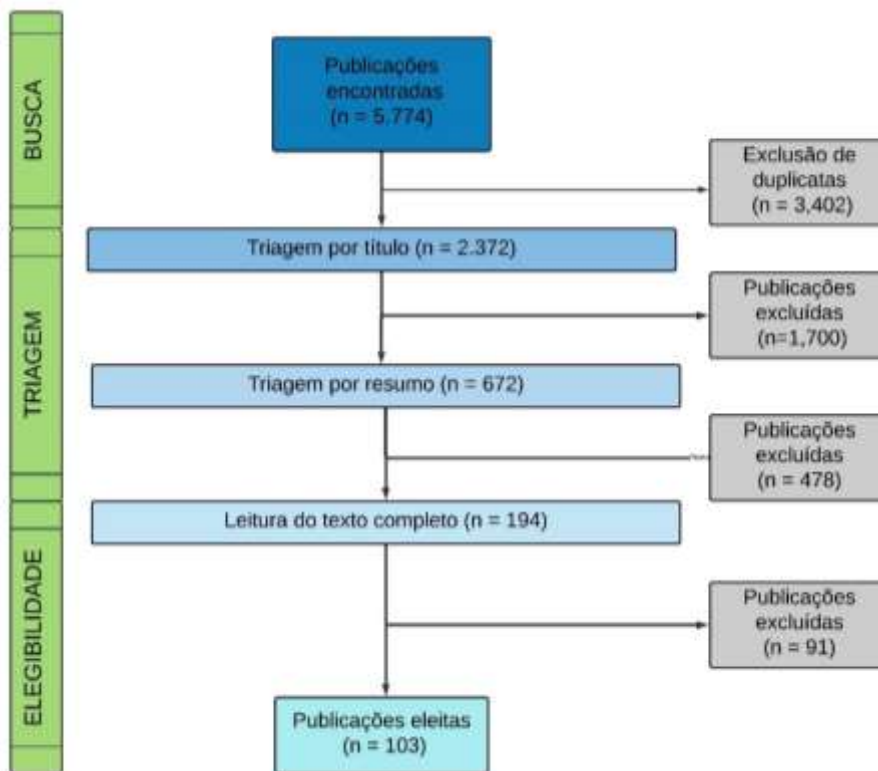 BUSCA
Publicações
encontradas
(n = 5.774)
Exclusão de
duplicatas
(n = 3,402)
TRIAGEM
Triagem por título (n = 2.372)
Publicações
excluídas
(n=1,700)
Triagem por resumo (n = 672)
Publicações
excluídas
(n = 478)
ELEGIBILIDADE
Leitura do texto completo (n = 194)
Publicações
excluídas
(n = 91)
Publicações eleitas
(n = 103)